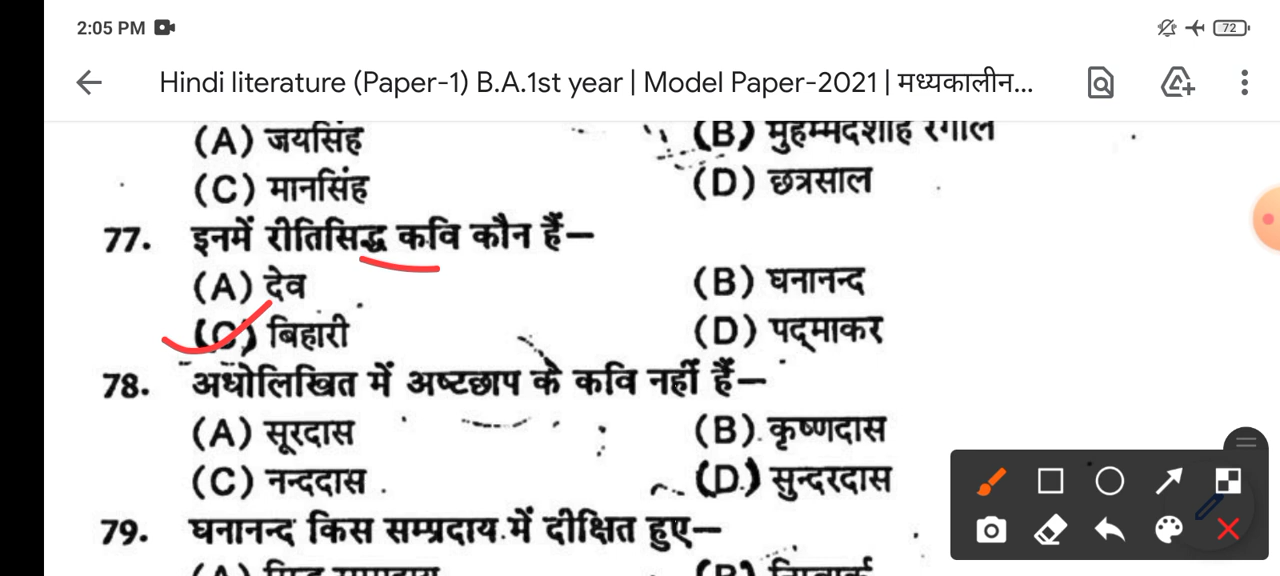 2:05 PM
72
Hindi literature (Paper-1) B.A.1st year | Model Paper-2021 | मध्यकालीन...
(A) जयसिंह (B) मुहम्मदशाह रंगीले
(C) मानसिंह (D) छत्रसाल
77. इनमें रीतिसिद्ध कवि कौन हैं—
(A) देव (B) घनानन्द
(C) बिहारी (D) पद्माकर
78. अधोलिखित में अष्टछाप के कवि नहीं हैं—
(A) सूरदास (B) कृष्णदास
(C) नन्ददास (D) सुन्दरदास
79. घनानन्द किस सम्प्रदाय में दीक्षित हुए—
(A) (B)